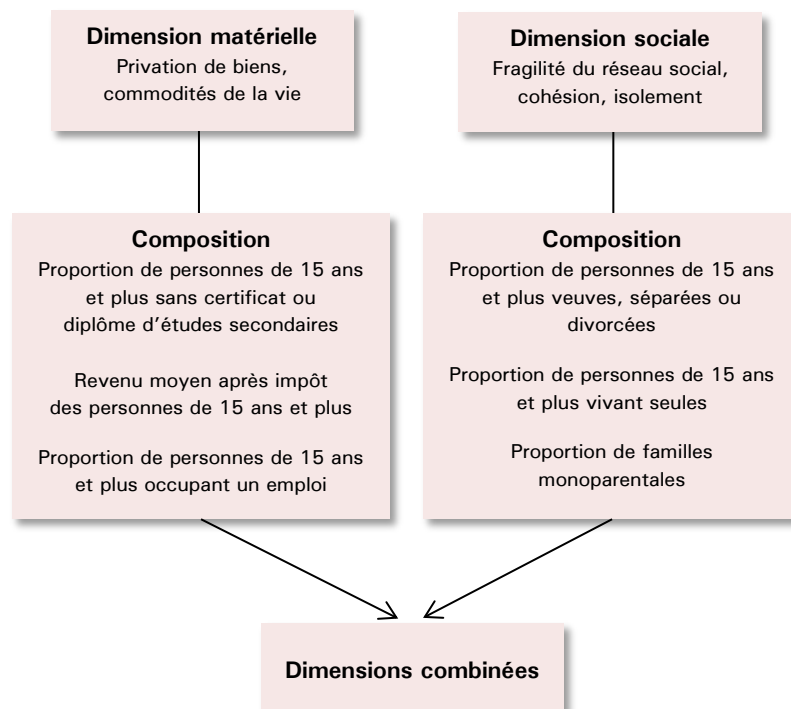 Dimension matérielle
Privation de biens,
commodités de la vie
Dimension sociale
Fragilité du réseau social,
cohésion, isolement
Composition
Proportion de personnes de 15 ans
et plus sans certificat ou
diplôme d'études secondaires
Revenu moyen après impôt
des personnes de 15 ans et plus
Proportion de personnes de 15 ans
et plus occupant un emploi
Composition
Proportion de personnes de 15 ans
et plus veuves, séparées ou
divorcées
Proportion de personnes de 15 ans
et plus vivant seules
Proportion de familles
monoparentales
Dimensions combinées